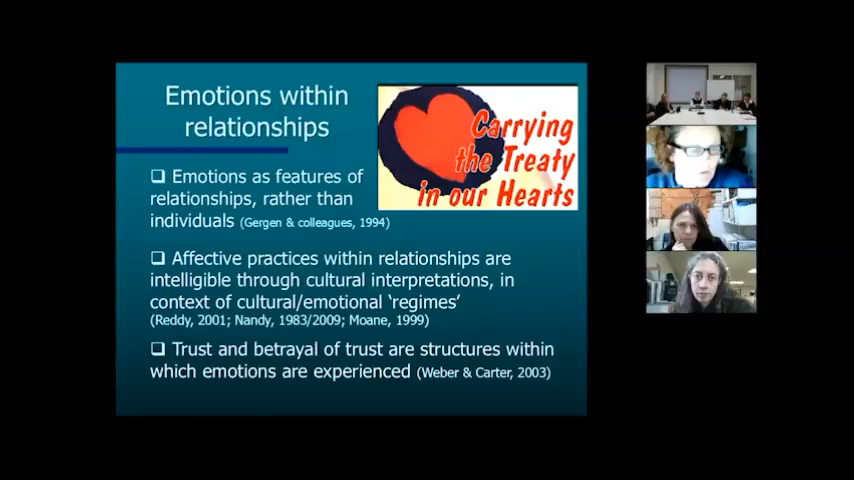 Emotions within
relationships
Carrying
the Treaty
in our Hearts
❑ Emotions as features of
relationships, rather than
individuals (Gergen & colleagues, 1994)
❑ Affective practices within relationships are
intelligible through cultural interpretations, in
context of cultural/emotional ‘regimes’
(Reddy, 2001; Nandy, 1983/2009; Moane, 1999)
❑ Trust and betrayal of trust are structures within
which emotions are experienced (Weber & Carter, 2003)